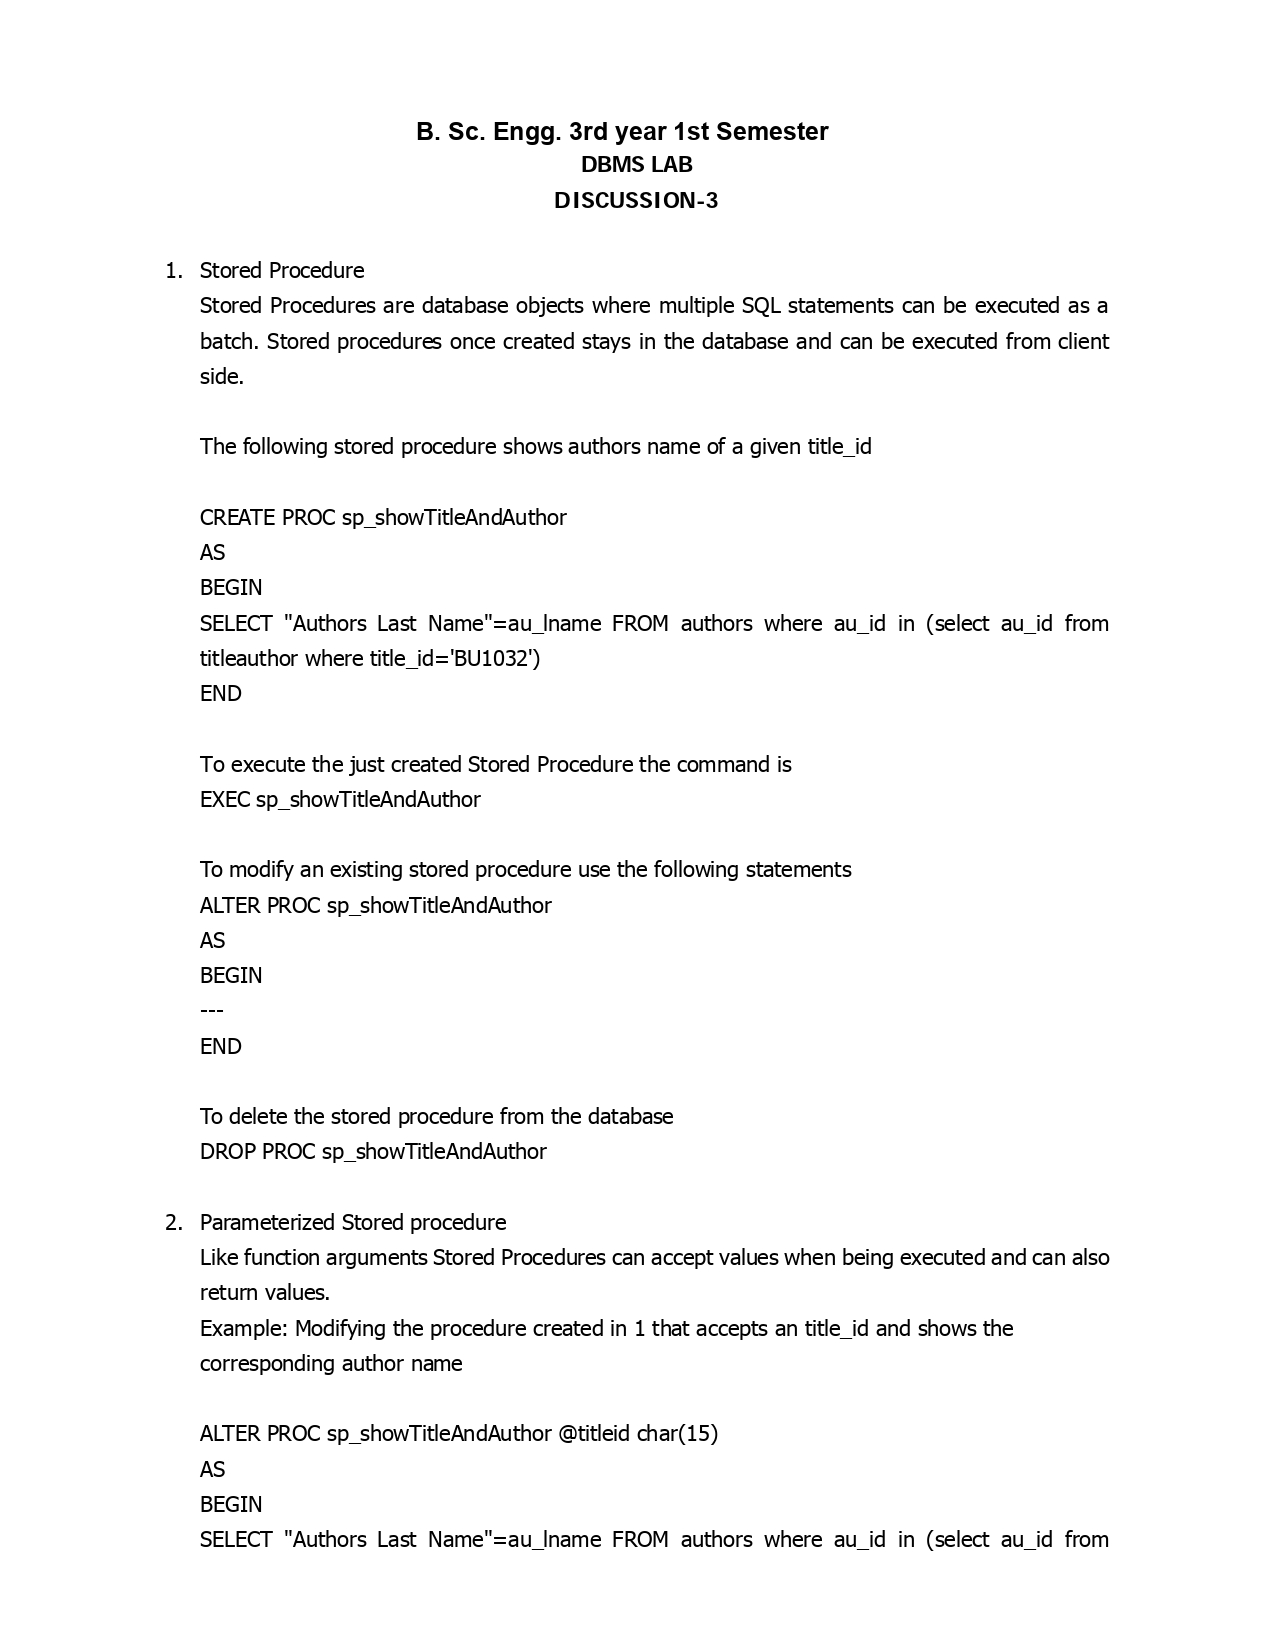 B. Sc. Engg. 3rd year 1st Semester
DBMS LAB
DISCUSSION-3
1. Stored Procedure
Stored Procedures are database objects where multiple SQL statements can be executed as a
batch. Stored procedures once created stays in the database and can be executed from client
side.
The following stored procedure shows authors name of a given title_id
CREATE PROC sp_showTitleAndAuthor
AS
BEGIN
SELECT "Authors Last Name"=au_lname FROM authors where au_id in (select au_id from
titleauthor where title_id='BU1032')
END
To execute the just created Stored Procedure the command is
EXEC sp_showTitleAndAuthor
To modify an existing stored procedure use the following statements
ALTER PROC sp_showTitleAndAuthor
AS
BEGIN
---
END
To delete the stored procedure from the database
DROP PROC sp_showTitleAndAuthor
2. Parameterized Stored procedure
Like function arguments Stored Procedures can accept values when being executed and can also
return values.
Example: Modifying the procedure created in 1 that accepts an title_id and shows the
corresponding author name
ALTER PROC sp_showTitleAndAuthor @titleid char(15)
AS
BEGIN
SELECT "Authors Last Name"=au_lname FROM authors where au_id in (select au_id from